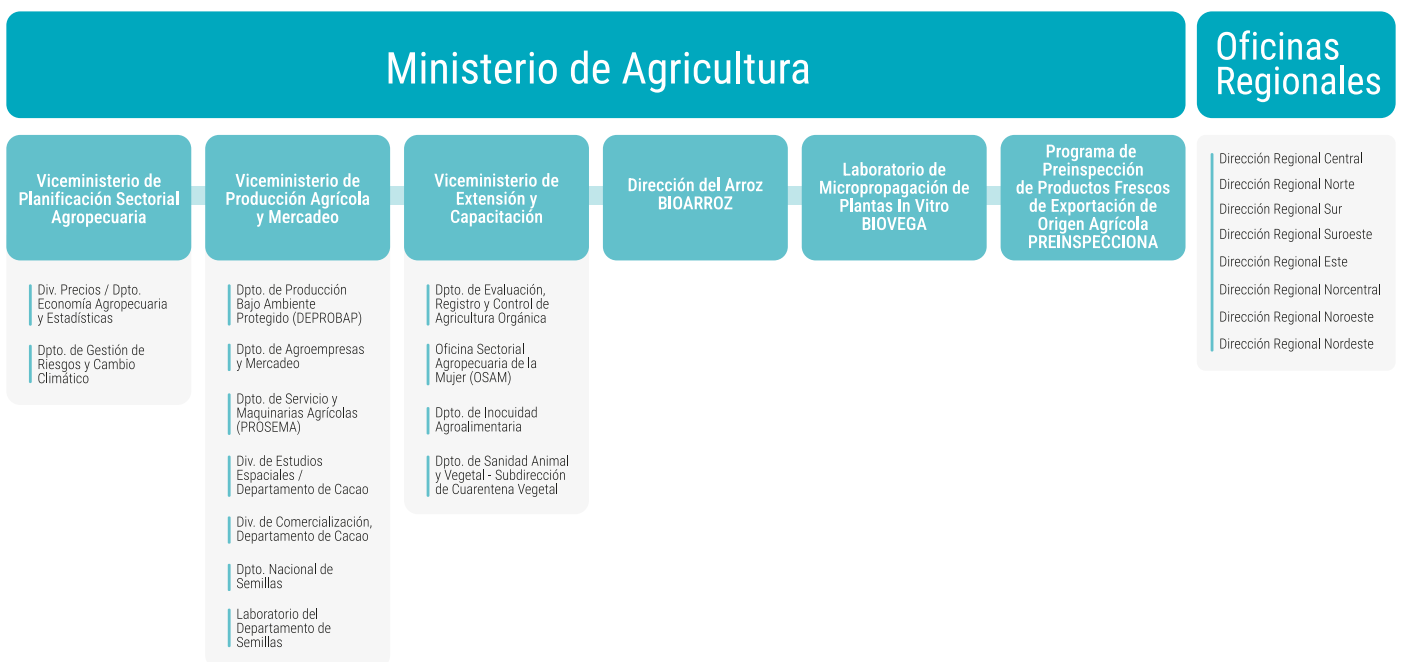 Ministerio de Agricultura
Oficinas
Regionales
Viceministerio de
Planificación Sectorial
Agropecuaria
Div. Precios / Dpto.
Economía Agropecuaria
y Estadísticas
Dpto. de Gestión de
Riesgos y Cambio
Climático
Viceministerio de
Producción Agrícola
y Mercadeo
Dpto. de Producción
Bajo Ambiente
Protegido (DEPROBAP)
Dpto. de Agroempresas
y Mercadeo
Dpto. de Servicio y
Maquinarias Agrícolas
(PROSEMA)
Div. de Estudios
Espaciales /
Departamento de Cacao
Div. de Comercialización,
Departamento de Cacao
Dpto. Nacional de
Semillas
Laboratorio del
Departamento de
Semillas
Viceministerio de
Extensión y
Capacitación
Dpto. de Evaluación,
Registro y Control de
Agricultura Orgánica
Oficina Sectorial
Agropecuaria de la
Mujer (OSAM)
Dpto. de Inocuidad
Agroalimentaria
Dpto. de Sanidad Animal
y Vegetal - Subdirección
de Cuarentena Vegetal
Dirección del Arroz
BIOARROZ
Laboratorio de
Micropropagación de
Plantas In Vitro
BIOVEGA
Programa de
Preinspección
de Productos Frescos
de Exportación de
Origen Agrícola
PREINSPECCIONA
Dirección Regional Central
Dirección Regional Norte
Dirección Regional Sur
Dirección Regional Suroeste
Dirección Regional Este
Dirección Regional Norcentral
Dirección Regional Noroeste
Dirección Regional Nordeste